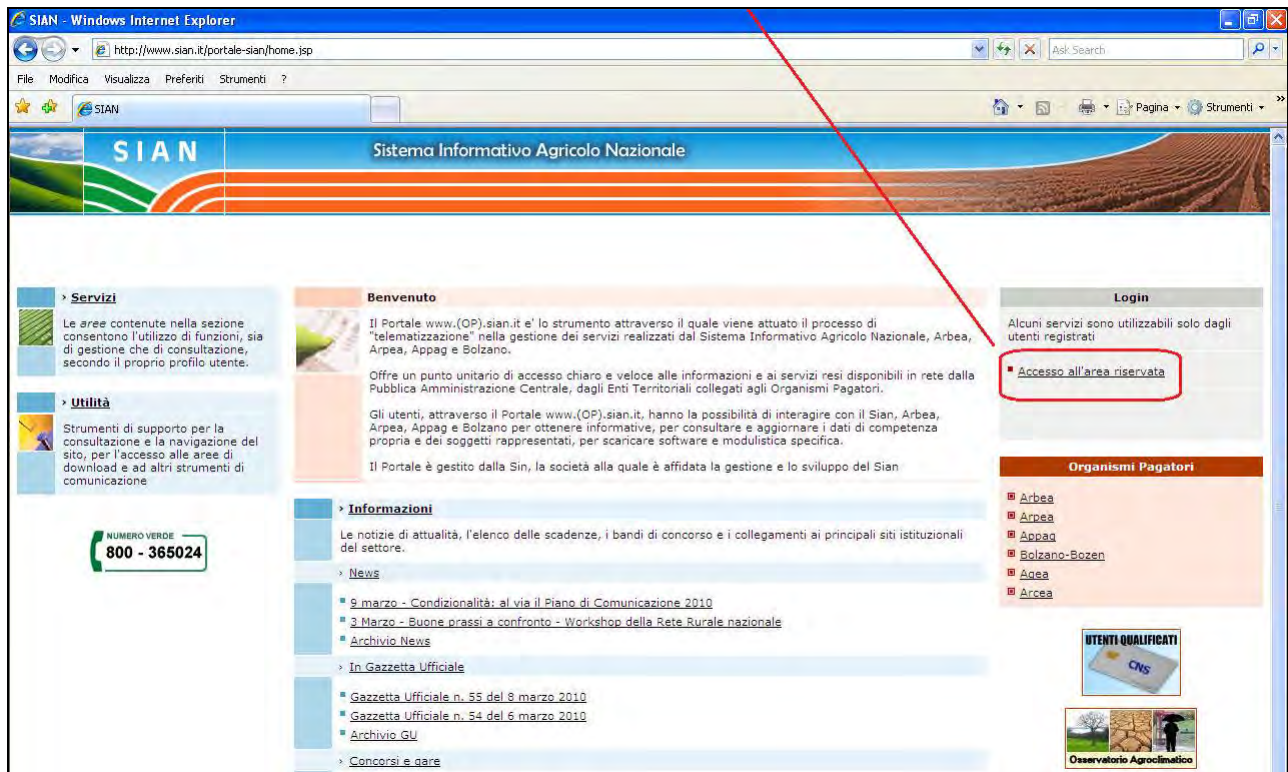 SIAN - Windows Internet Explorer
http://www.sian.it/portale-sian/home.jsp
Ask Search
File Modifica Visualizza Preferiti Strumenti ?
SIAN
Pagina
Strumenti
SIAN
Sistema Informativo Agricolo Nazionale
› Servizi
Le aree contenute nella sezione
consentono l'utilizzo di funzioni, sia
di gestione che di consultazione,
secondo il proprio profilo utente.
› Utilità
Strumenti di supporto per la
consultazione e la navigazione del
sito, per l'accesso alle aree di
download e ad altri strumenti di
comunicazione
NUMERO VERDE
800 - 365024
Benvenuto
Il Portale www.(OP).sian.it e' lo strumento attraverso il quale viene attuato il processo di
"telematizzazione" nella gestione dei servizi realizzati dal Sistema Informativo Agricolo Nazionale, Arbea,
Arpea, Appag e Bolzano.
Offre un punto unitario di accesso chiaro e veloce alle informazioni e ai servizi resi disponibili in rete dalla
Pubblica Amministrazione Centrale, dagli Enti Territoriali collegati agli Organismi Pagatori.
Gli utenti, attraverso il Portale www.(OP).sian.it, hanno la possibilità di interagire con il Sian, Arbea,
Arpea, Appag e Bolzano per ottenere informative, per consultare e aggiornare i dati di competenza
propria e dei soggetti rappresentati, per scaricare software e modulistica specifica.
Il Portale è gestito dalla Sin, la società alla quale è affidata la gestione e lo sviluppo del Sian
› Informazioni
Le notizie di attualità, l'elenco delle scadenze, i bandi di concorso e i collegamenti ai principali siti istituzionali
del settore.
› News
9 marzo - Condizionalità: al via il Piano di Comunicazione 2010
3 Marzo - Buone prassi a confronto - Workshop della Rete Rurale nazionale
Archivio News
› In Gazzetta Ufficiale
Gazzetta Ufficiale n. 55 del 8 marzo 2010
Gazzetta Ufficiale n. 54 del 6 marzo 2010
Archivio GU
› Concorsi e gare
Login
Alcuni servizi sono utilizzabili solo dagli
utenti registrati
Accesso all'area riservata
Organismi Pagatori
Arbea
Arpea
Appag
Bolzano-Bozen
Agea
Arcea
UTENTI QUALIFICATI
CNS
Osservatorio Agroclimatico